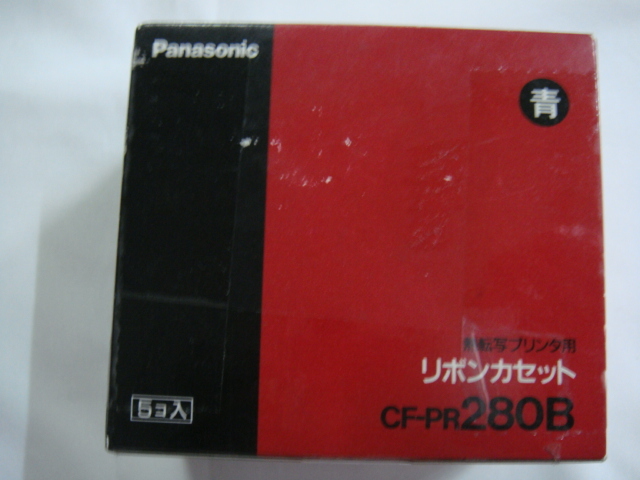 Panasonic
青
熱転写プリンタ用
リボンカセット
CF-PR280B
5ヨ入